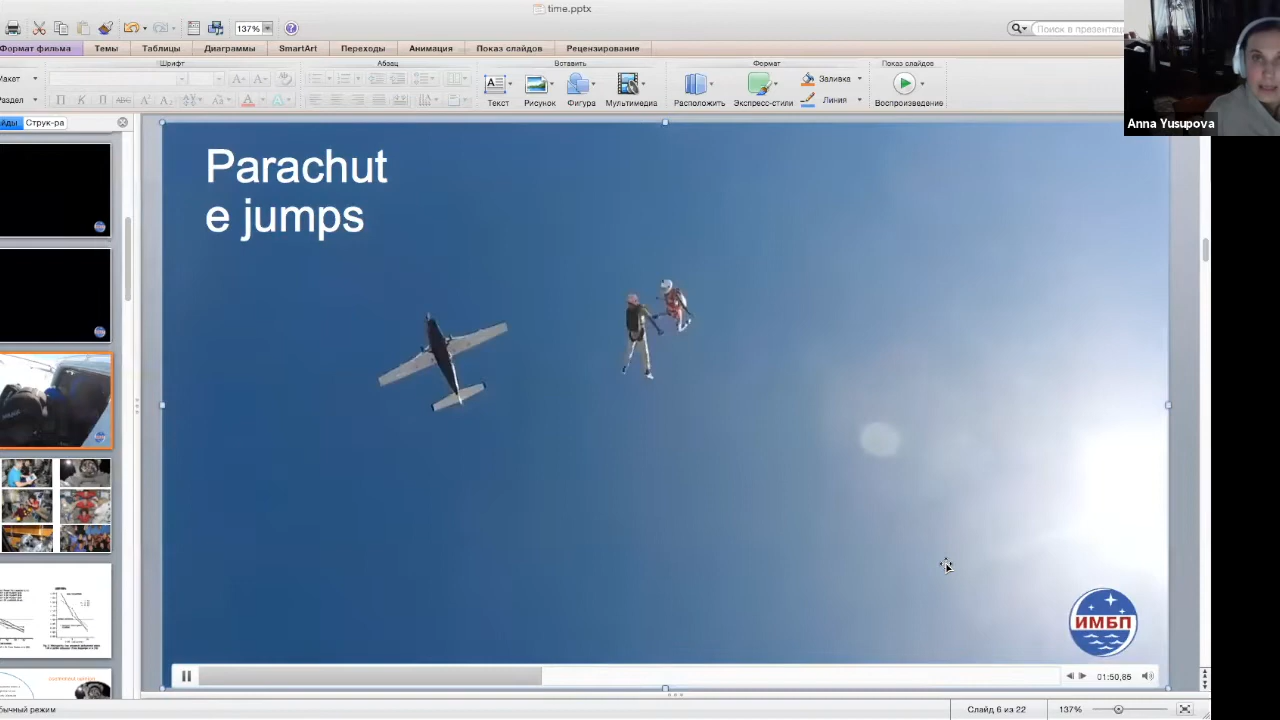 time.pptx
137%
Поиск в презентации
Формат фильма
Темы
Таблицы
Диаграммы
SmartArt
Переходы
Анимация
Показ слайдов
Рецензирование
Шрифт
Абзац
Вставить
Формат
Показ слайдов
Текст
Рисунок
Фигура
Мультимедиа
Расположить
Экспресс-стили
Заливка
Линия
Воспроизведение
Струк-ра
Anna Yusupova
Parachut
e jumps
ИМБП
01:50,86
Слайд 6 из 22
137%